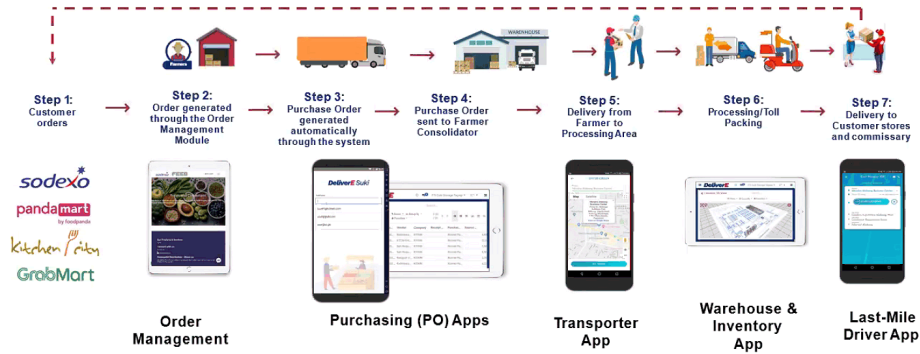 Farmers
WAREHOUSE
Step 1:
Customer
orders
Step 2:
Order generated
through the Order
Management
Module
Step 3:
Purchase Order
generated
automatically
through the system
Step 4:
Purchase Order
sent to Farmer
Consolidator
Step 5:
Delivery from
Farmer to
Processing Area
Step 6:
Processing/Toll
Packing
Step 7:
Delivery to
Customer stores
and commissary
sodexo
pandamart
by foodpanda
kitchen city
GrabMart
FEES
DeliverE Suki
DeliverE
DeliverE
Order
Management
Purchasing (PO) Apps
Transporter
App
Warehouse &
Inventory
App
Last-Mile
Driver App